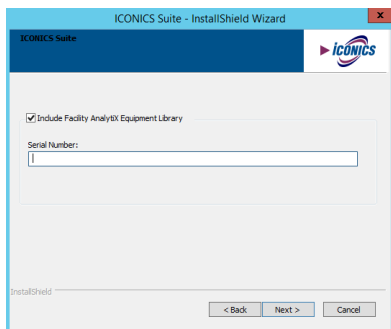 ICONICS Suite - InstallShield Wizard
x
ICONICS Suite
ICONICS
Include Facility AnalytiX Equipment Library
Serial Number:
InstallShield
< Back
Next >
Cancel